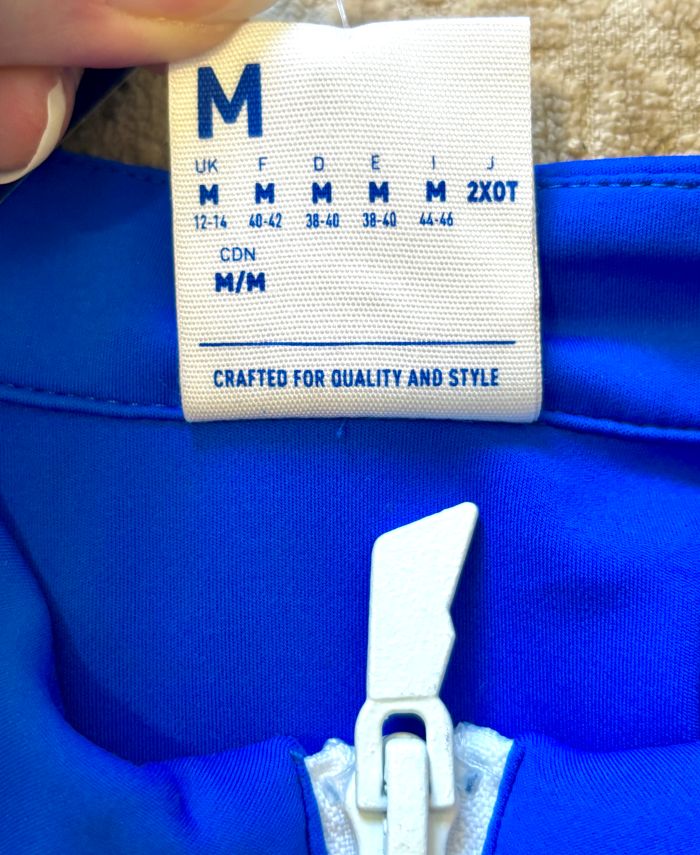 M
UK F D E I J
M M M M M 2XOT
12-14 40-42 38-40 38-40 44-46
CDN
M/M
CRAFTED FOR QUALITY AND STYLE